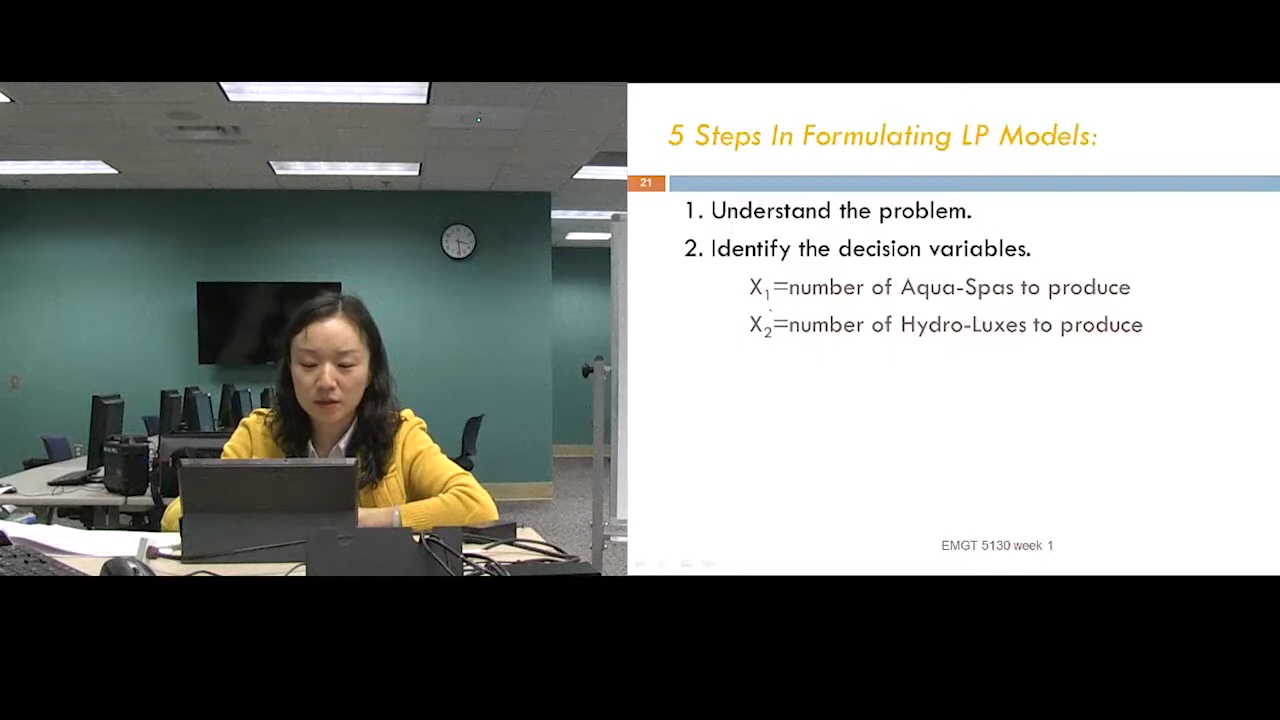 5 Steps In Formulating LP Models:
21
1. Understand the problem.
2. Identify the decision variables.
X₁=number of Aqua-Spas to produce
X₂=number of Hydro-Luxes to produce
EMGT 5130 week 1